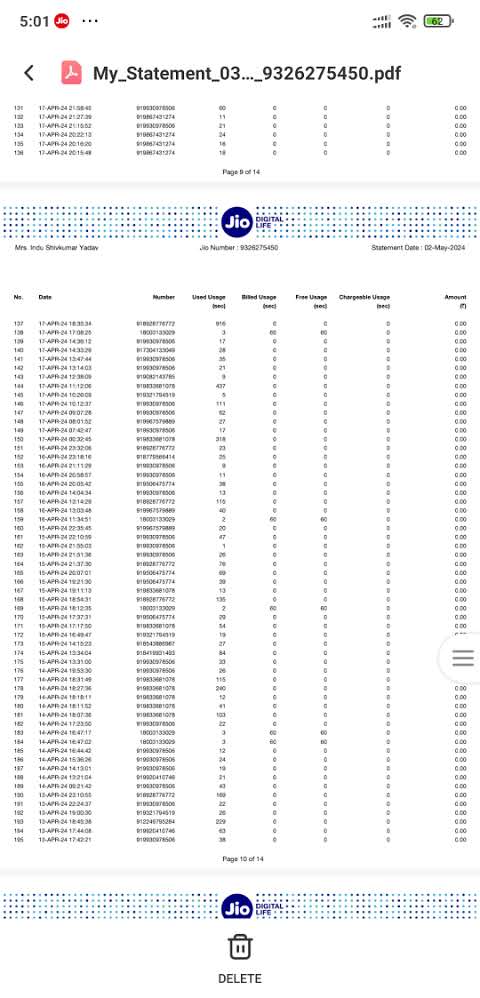 5:01 Jio ... 62
My_Statement_03..._9326275450.pdf
131 17-APR-24 21:58:45 919930978506 60 0 0 0 0.00
132 17-APR-24 21:27:39 919867431274 11 0 0 0 0.00
133 17-APR-24 21:15:52 919930978506 21 0 0 0 0.00
134 17-APR-24 20:22:13 919867431274 24 0 0 0 0.00
135 17-APR-24 20:16:20 919867431274 16 0 0 0 0.00
136 17-APR-24 20:15:48 919867431274 18 0 0 0 0.00
Page 9 of 14
Jio DIGITAL LIFE
Mrs. Indu Shivkumar Yadav Jio Number : 9326275450 Statement Date : 02-May-2024
No. Date Number Used Usage Billed Usage Free Usage Chargeable Usage Amount
(sec) (sec) (sec) (sec) (₹)
137 17-APR-24 18:35:34 918928776772 916 0 0 0 0.00
138 17-APR-24 17:08:25 18003133029 3 60 60 0 0.00
139 17-APR-24 14:36:12 919930978506 17 0 0 0 0.00
140 17-APR-24 14:33:29 917304133049 28 0 0 0 0.00
141 17-APR-24 13:47:44 919930978506 35 0 0 0 0.00
142 17-APR-24 13:14:03 919930978506 21 0 0 0 0.00
143 17-APR-24 12:39:09 919082143785 9 0 0 0 0.00
144 17-APR-24 11:12:06 919833681078 437 0 0 0 0.00
145 17-APR-24 10:26:09 919321794519 5 0 0 0 0.00
146 17-APR-24 10:12:37 919930978506 111 0 0 0 0.00
147 17-APR-24 09:07:28 919930978506 62 0 0 0 0.00
148 17-APR-24 08:01:52 919967579889 27 0 0 0 0.00
149 17-APR-24 07:42:47 919930978506 17 0 0 0 0.00
150 17-APR-24 00:32:45 919833681078 318 0 0 0 0.00
151 16-APR-24 23:32:06 918928776772 23 0 0 0 0.00
152 16-APR-24 23:18:16 918779566414 25 0 0 0 0.00
153 16-APR-24 21:11:29 919930978506 9 0 0 0 0.00
154 16-APR-24 20:58:57 919930978506 11 0 0 0 0.00
155 16-APR-24 20:05:42 919506475774 38 0 0 0 0.00
156 16-APR-24 14:04:34 919930978506 13 0 0 0 0.00
157 16-APR-24 13:14:29 918928776772 115 0 0 0 0.00
158 16-APR-24 13:03:48 919967579889 40 0 0 0 0.00
159 16-APR-24 11:34:51 18003133029 2 60 60 0 0.00
160 15-APR-24 22:35:45 919967579889 20 0 0 0 0.00
161 15-APR-24 22:10:59 919930978506 47 0 0 0 0.00
162 15-APR-24 21:55:03 919930978506 1 0 0 0 0.00
163 15-APR-24 21:51:36 919930978506 26 0 0 0 0.00
164 15-APR-24 21:37:30 918928776772 76 0 0 0 0.00
165 15-APR-24 20:07:01 919506475774 69 0 0 0 0.00
166 15-APR-24 19:21:30 919506475774 39 0 0 0 0.00
167 15-APR-24 19:11:13 919833681078 13 0 0 0 0.00
168 15-APR-24 18:54:31 918928776772 135 0 0 0 0.00
169 15-APR-24 18:12:35 18003133029 2 60 60 0 0.00
170 15-APR-24 17:37:31 919506475774 29 0 0 0 0.00
171 15-APR-24 17:17:50 919833681078 54 0 0 0 0.00
172 15-APR-24 16:49:47 919321794519 19 0 0 0
173 15-APR-24 14:15:23 918543886987 27 0 0 0
174 15-APR-24 13:34:04 918419931493 84 0 0 0
175 15-APR-24 13:31:00 919930978506 33 0 0 0
176 14-APR-24 19:53:30 919930978506 26 0 0 0
177 14-APR-24 18:31:49 919833681078 115 0 0 0
178 14-APR-24 18:27:36 919833681078 240 0 0 0 0.00
179 14-APR-24 18:18:11 919833681078 12 0 0 0 0.00
180 14-APR-24 18:11:52 919833681078 41 0 0 0 0.00
181 14-APR-24 18:07:36 919833681078 103 0 0 0 0.00
182 14-APR-24 17:23:50 919930978506 22 0 0 0 0.00
183 14-APR-24 16:47:17 18003133029 3 60 60 0 0.00
184 14-APR-24 16:47:02 18003133029 3 60 60 0 0.00
185 14-APR-24 16:44:42 919930978506 12 0 0 0 0.00
186 14-APR-24 15:36:26 919930978506 24 0 0 0 0.00
187 14-APR-24 14:13:01 919930978506 19 0 0 0 0.00
188 14-APR-24 13:21:04 919920410746 21 0 0 0 0.00
189 14-APR-24 09:21:42 919930978506 43 0 0 0 0.00
190 13-APR-24 23:10:55 918928776772 169 0 0 0 0.00
191 13-APR-24 22:24:37 919930978506 22 0 0 0 0.00
192 13-APR-24 19:00:30 919321794519 26 0 0 0 0.00
193 13-APR-24 18:45:38 912249795284 229 0 0 0 0.00
194 13-APR-24 17:44:08 919920410746 63 0 0 0 0.00
195 13-APR-24 17:42:21 919930978506 38 0 0 0 0.00
Page 10 of 14
Jio DIGITAL LIFE
DELETE